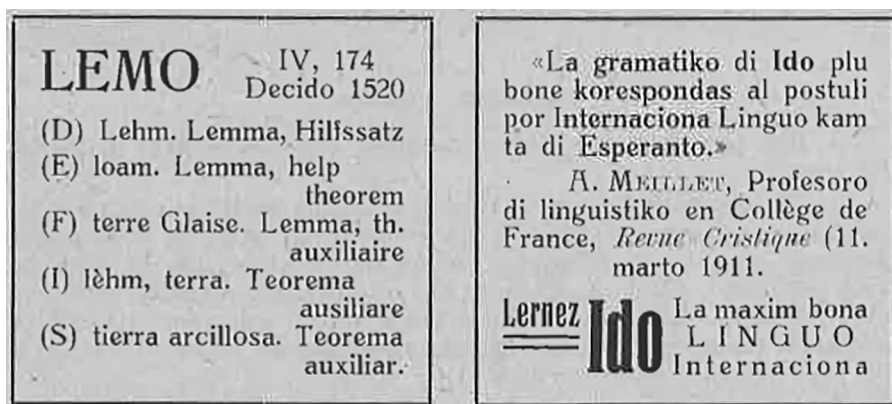 LEMO IV, 174
Decido 1520
(D) Lehm. Lemma, Hilfssatz
(E) loam. Lemma, help
theorem
(F) terre Glaise. Lemma, th.
auxiliaire
(I) lèhm, terra. Teorema
ausiliare
(S) tierra arcillosa. Teorema
auxiliar.
«La gramatiko di Ido plu
bone korespondas al postuli
por Internaciona Linguo kam
ta di Esperanto.»
A. MEILLET, Profesoro
di linguistiko en Collège de
France, Revue Cristique (11.
marto 1911.
Lernez Ido La maxim bona
LINGUO
Internaciona